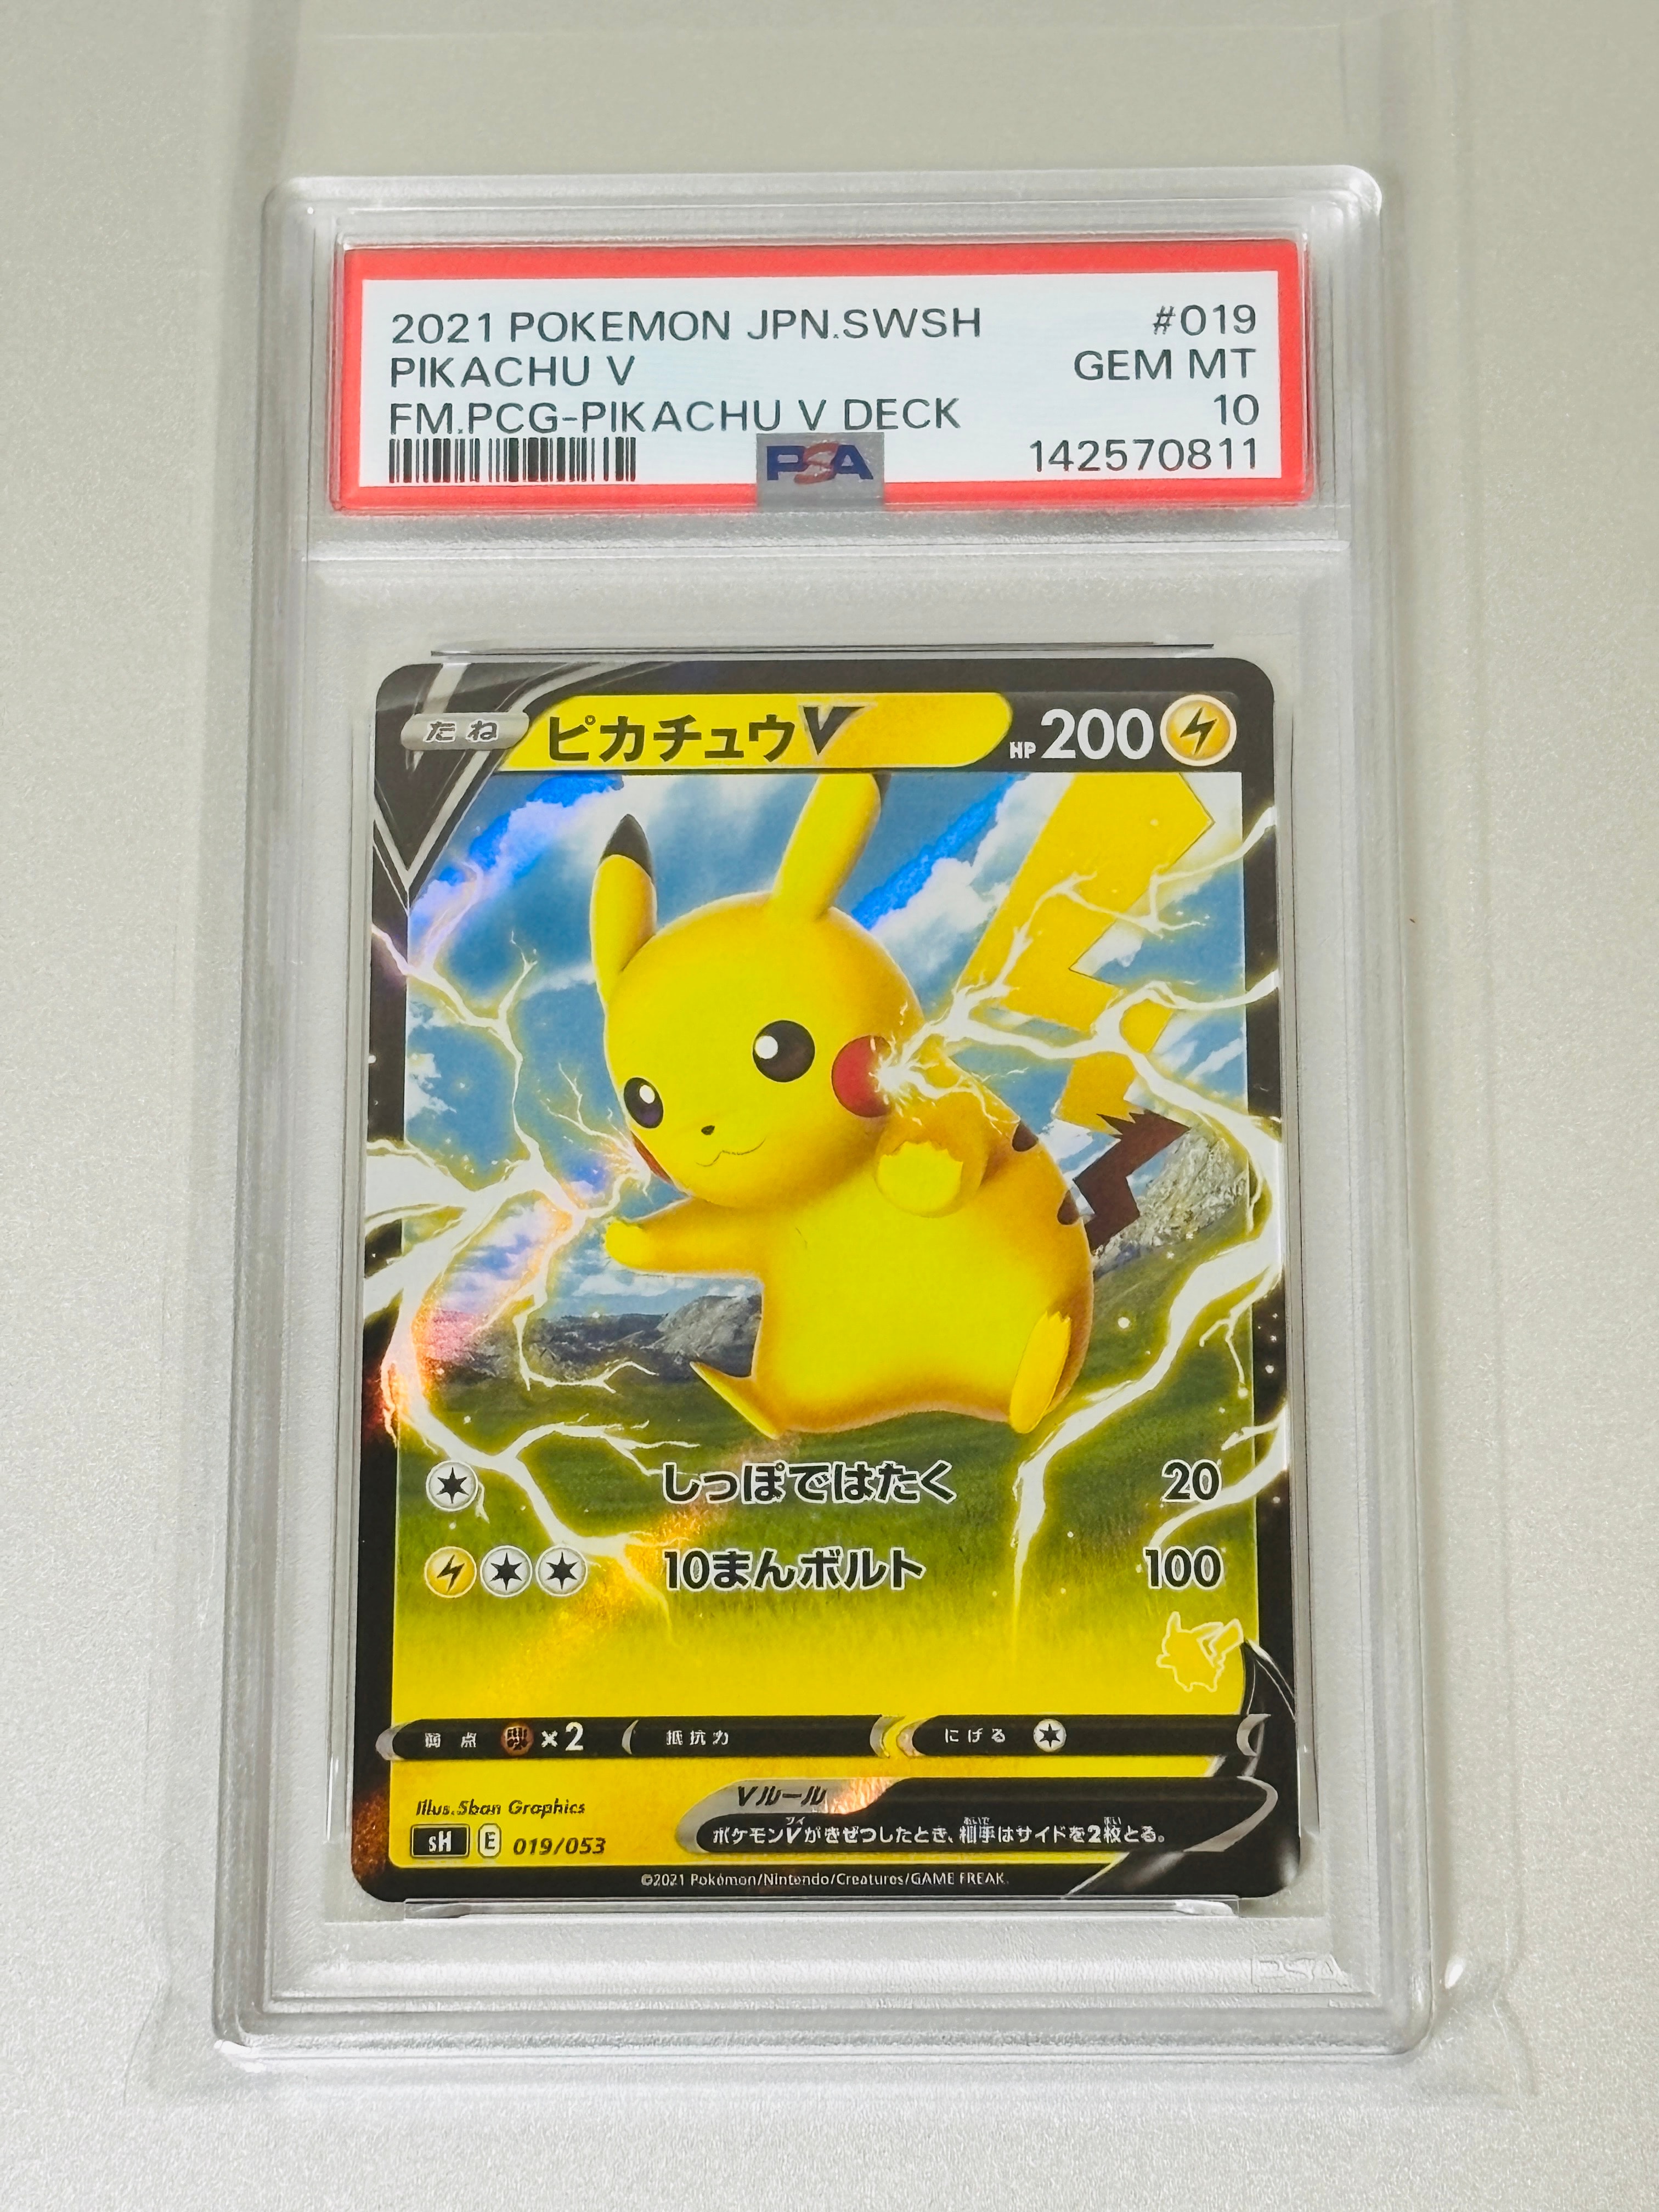 2021 POKEMON JPN.SWSH #019
PIKACHU V GEM MT
FM.PCG-PIKACHU V DECK 10
PSA 142570811
たね ピカチュウV HP 200
しっぽではたく 20
10まんボルト 100
弱点 ×2 抵抗力 にげる
Illus.5ban Graphics
Vルール
sH E 019/053
ポケモンVがきぜつしたとき、相手はサイドを2枚とる。
©2021 Pokémon/Nintendo/Creatures/GAME FREAK.
PSA